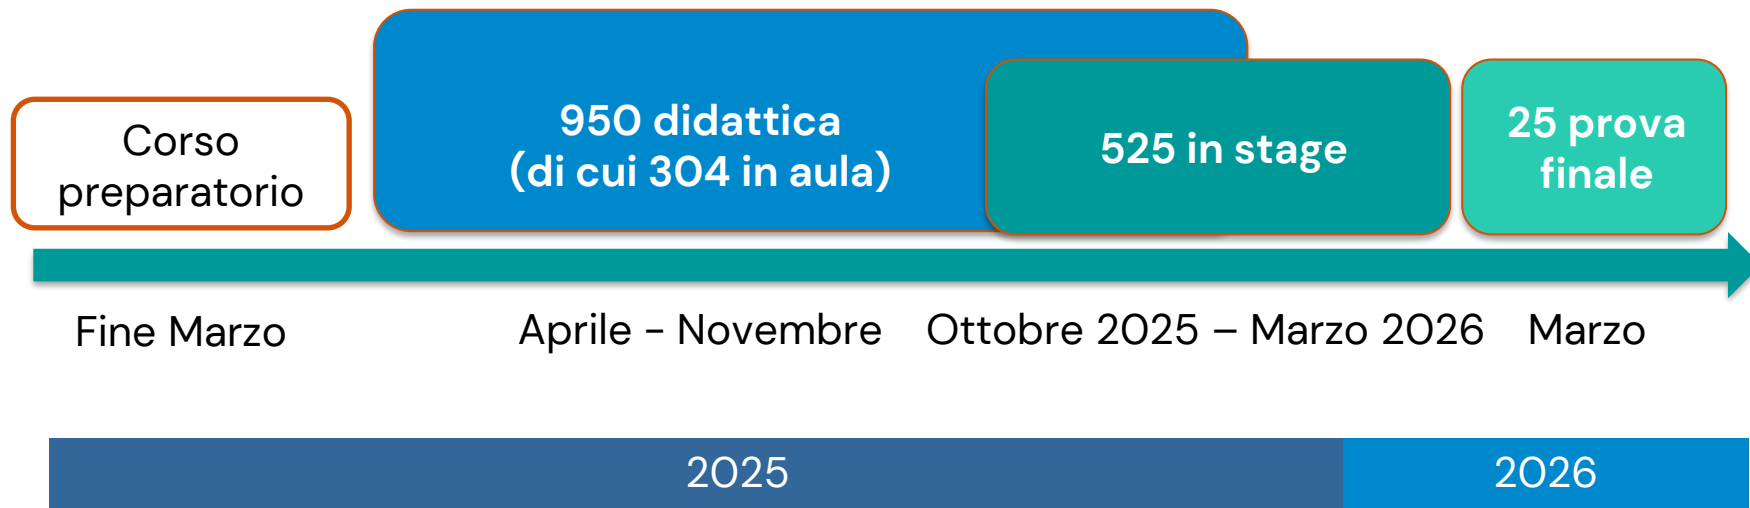 Corso
preparatorio
950 didattica
(di cui 304 in aula)
525 in stage
25 prova
finale
Fine Marzo
Aprile - Novembre
Ottobre 2025 – Marzo 2026
Marzo
2025
2026